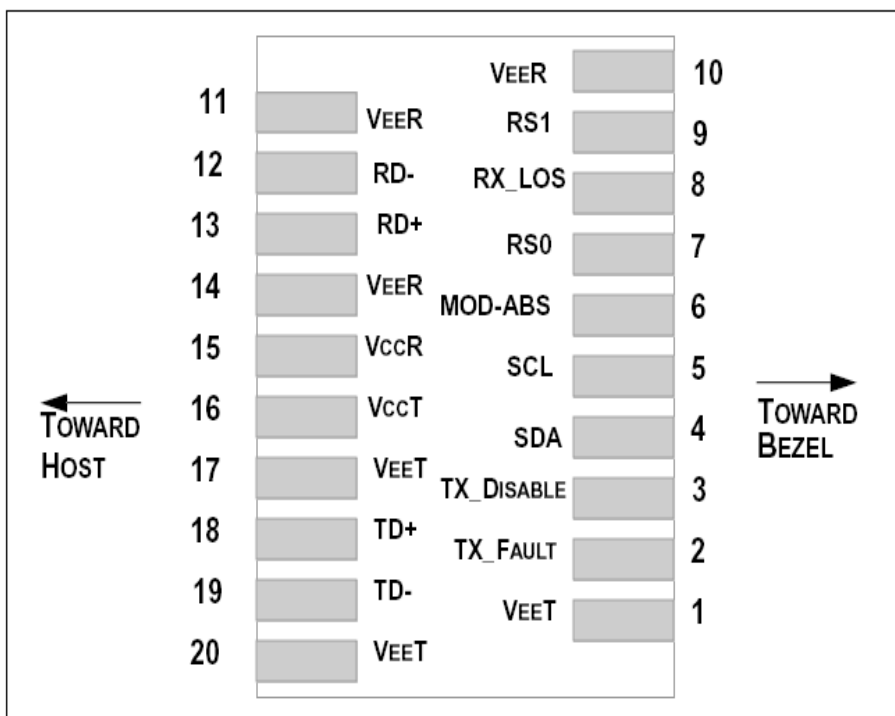 VEER 10
11 VEER
RS1 9
12 RD-
RX_LOS 8
13 RD+
RS0 7
14 VEER
MOD-ABS 6
15 VCCR
SCL 5
16 VCCT
TOWARD
HOST
TOWARD
BEZEL
SDA 4
17 VEET
TX_DISABLE 3
18 TD+
TX_FAULT 2
19 TD-
VEET 1
20 VEET